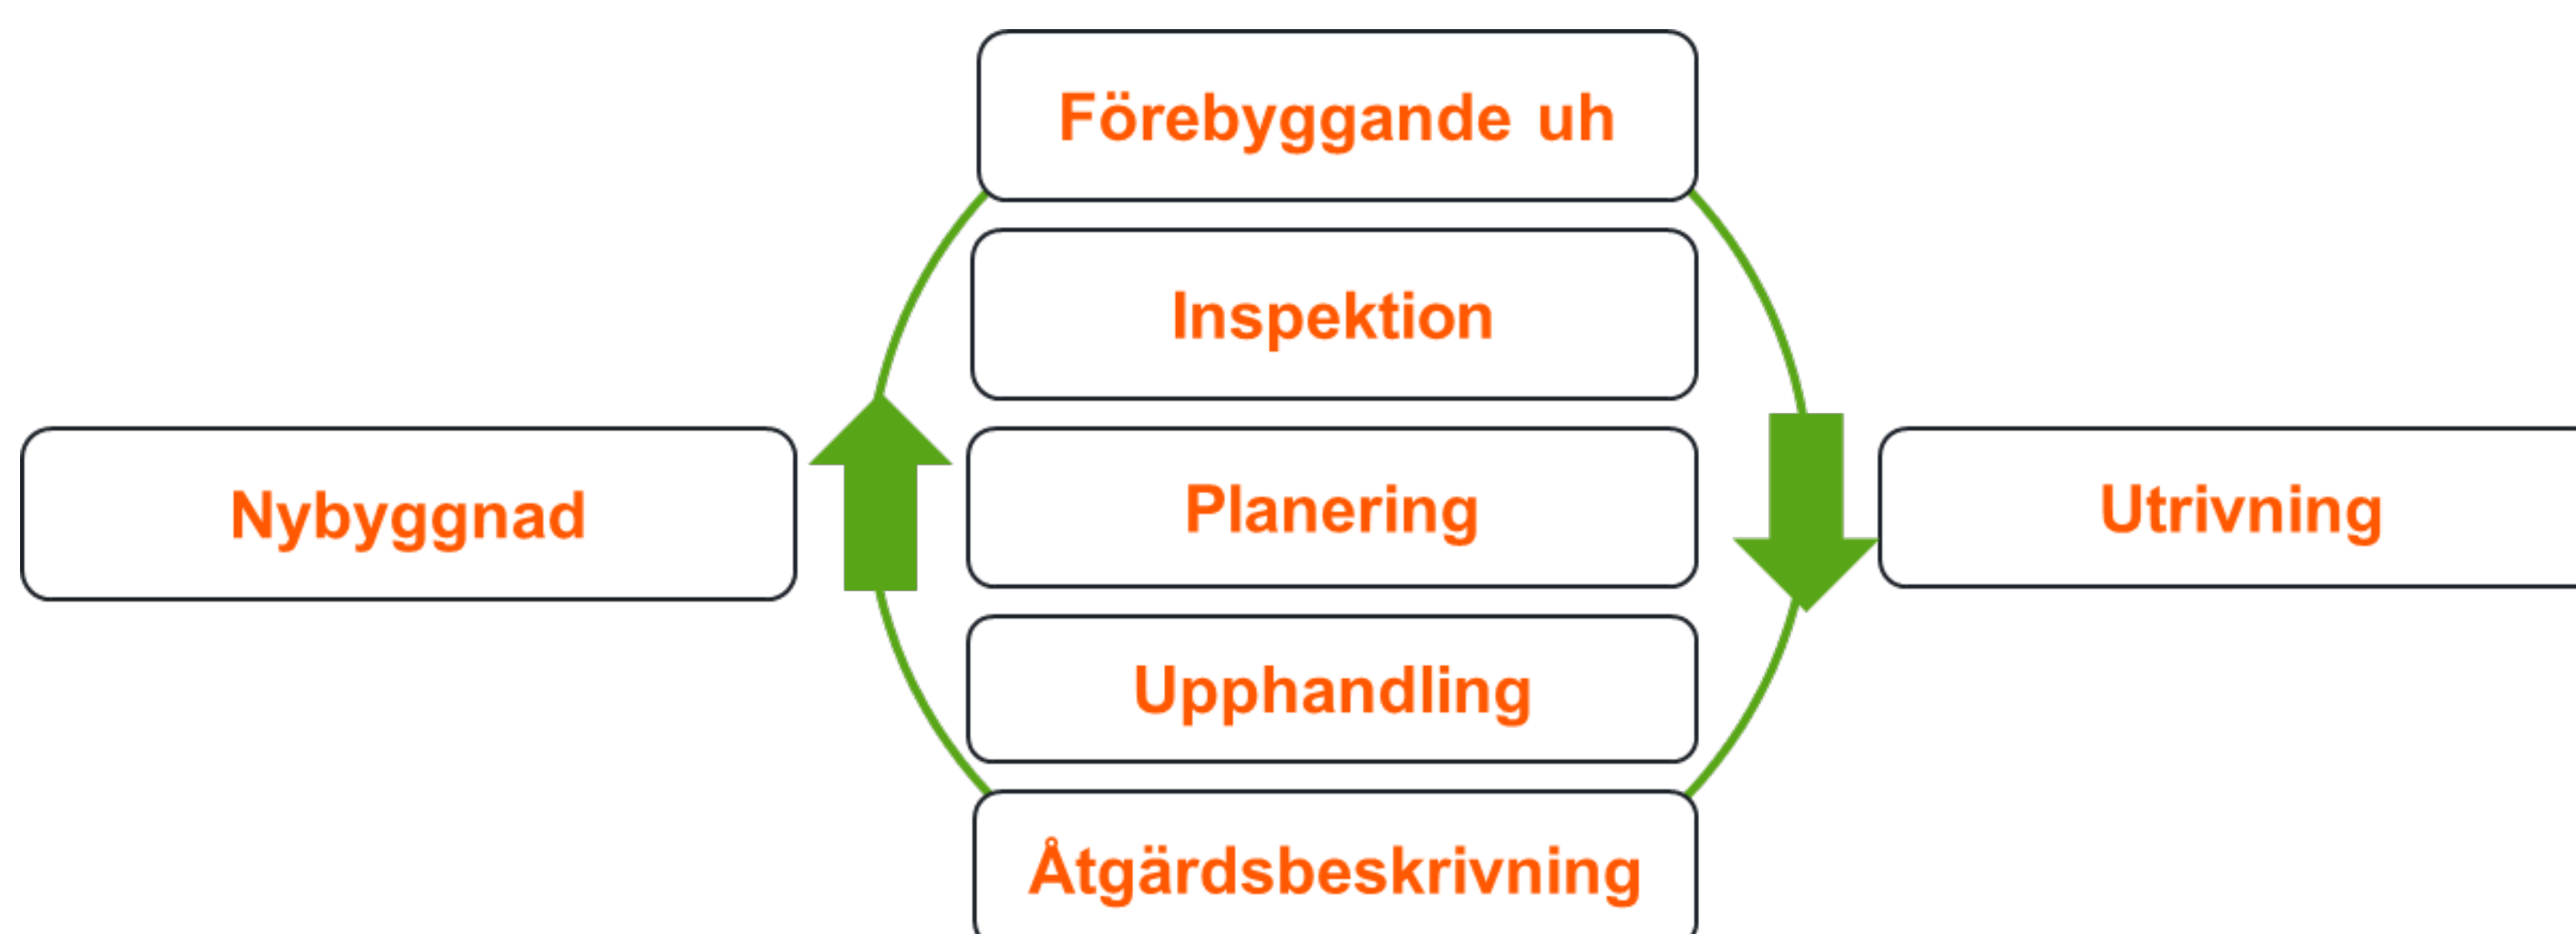 Förebyggande uh
Inspektion
Nybyggnad
Planering
Utrivning
Upphandling
Åtgärdsbeskrivning